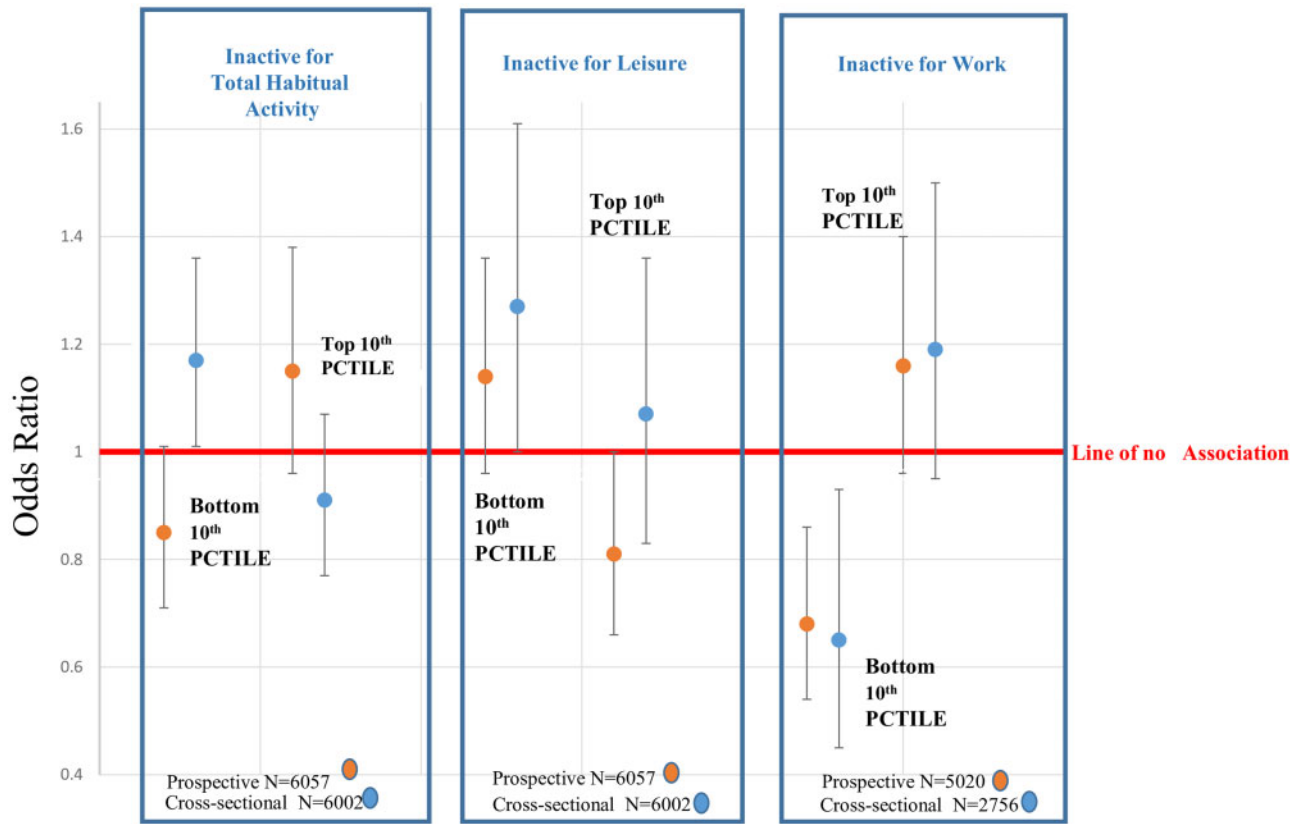 Inactive for
Total Habitual
Activity
Inactive for Leisure
Inactive for Work
Odds Ratio
1.6
1.4
1.2
1
0.8
0.6
0.4
Top 10th
PCTILE
Bottom
10th
PCTILE
Top 10th
PCTILE
Bottom
10th
PCTILE
Top 10th
PCTILE
Bottom
10th
PCTILE
Line of no Association
Prospective N=6057
Cross-sectional N=6002
Prospective N=6057
Cross-sectional N=6002
Prospective N=5020
Cross-sectional N=2756